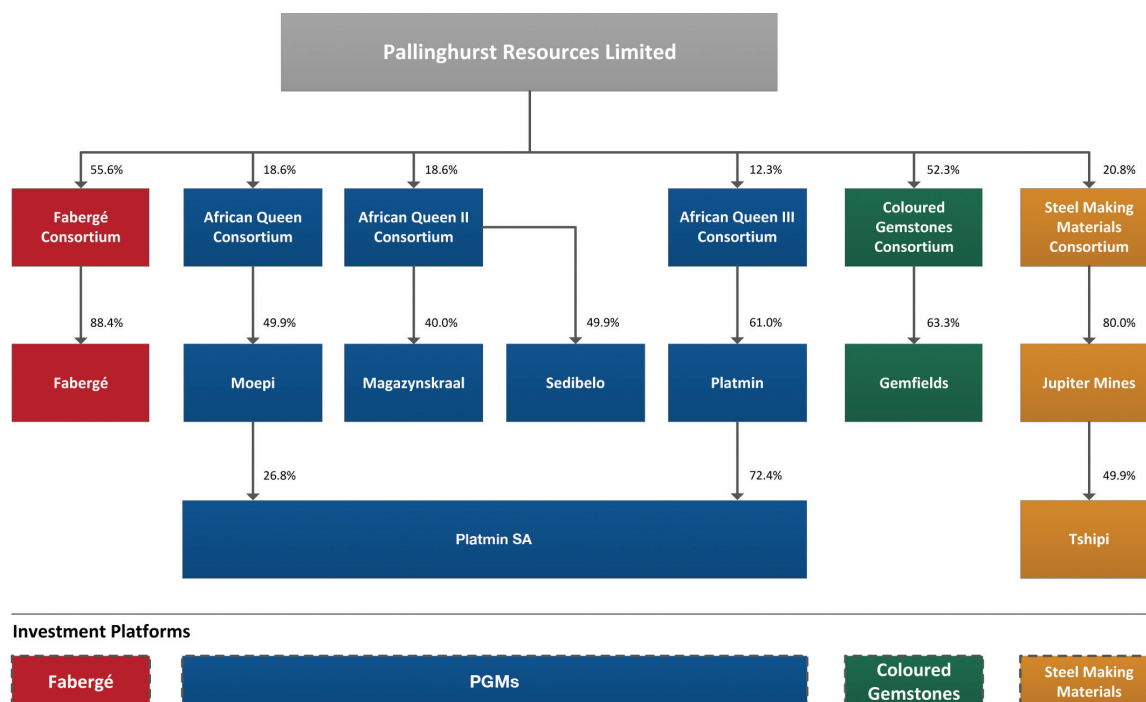 Pallinghurst Resources Limited
55.6%
18.6%
18.6%
12.3%
52.3%
20.8%
Fabergé
Consortium
African Queen
Consortium
African Queen II
Consortium
African Queen III
Consortium
Coloured
Gemstones
Consortium
Steel Making
Materials
Consortium
88.4%
49.9%
40.0%
49.9%
61.0%
63.3%
80.0%
Fabergé
Moepi
Magazynskraal
Sedibelo
Platmin
Gemfields
Jupiter Mines
26.8%
72.4%
49.9%
Platmin SA
Tshipi
Investment Platforms
Fabergé
PGMs
Coloured
Gemstones
Steel Making
Materials